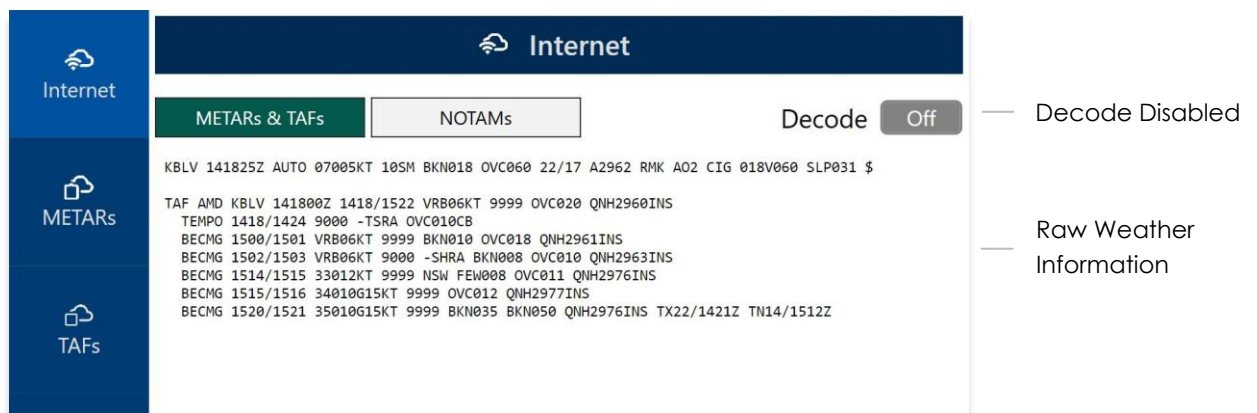 Internet
Internet
METARs & TAFs
NOTAMs
Decode
Off
Decode Disabled
KBLV 141825Z AUTO 07005KT 10SM BKN018 OVC060 22/17 A2962 RMK AO2 CIG 018V060 SLP031 $
TAF AMD KBLV 141800Z 1418/1522 VRB06KT 9999 OVC020 QNH2960INS
TEMPO 1418/1424 9000 -TSRA OVC010CB
BECMG 1500/1501 VRB06KT 9999 BKN010 OVC018 QNH2961INS
BECMG 1502/1503 VRB06KT 9000 -SHRA BKN008 OVC010 QNH2963INS
BECMG 1514/1515 33012KT 9999 NSW FEW008 OVC011 QNH2976INS
BECMG 1515/1516 34010G15KT 9999 OVC012 QNH2977INS
BECMG 1520/1521 35010G15KT 9999 BKN035 BKN050 QNH2976INS TX22/1421Z TN14/1512Z
METARs
TAFs
Raw Weather
Information